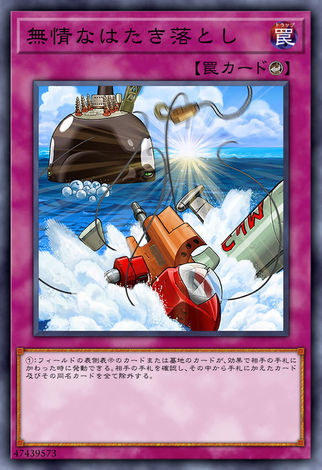 無情なはたき落とし
トラップ
罠
【罠カード】
①:フィールドの表側表示のカードまたは墓地のカードが、効果で相手の手札に
加わった時に発動できる。相手の手札を確認し、その中から手札に加えたカード
及びその同名カードを全て除外する。
47439573